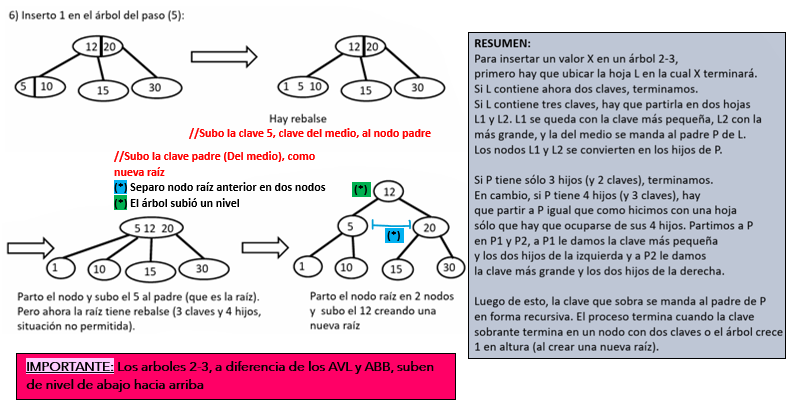 6) Inserto 1 en el árbol del paso (5):
12 20
5 10
15
30
12 20
1 5 10
15
30
Hay rebalse
//Subo la clave 5, clave del medio, al nodo padre
//Subo la clave padre (Del medio), como
nueva raíz
(*) Separo nodo raíz anterior en dos nodos
(*) El árbol subió un nivel
5 12 20
1
10
15
30
(*) 12
5
(*)
20
1
10
15
30
Parto el nodo y subo el 5 al padre (que es la raíz).
Pero ahora la raíz tiene rebalse (3 claves y 4 hijos,
situación no permitida).
Parto el nodo raíz en 2 nodos
y subo el 12 creando una
nueva raíz
IMPORTANTE: Los arboles 2-3, a diferencia de los AVL y ABB, suben
de nivel de abajo hacia arriba
RESUMEN:
Para insertar un valor X en un árbol 2-3,
primero hay que ubicar la hoja L en la cual X terminará.
Si L contiene ahora dos claves, terminamos.
Si L contiene tres claves, hay que partirla en dos hojas
L1 y L2. L1 se queda con la clave más pequeña, L2 con la
más grande, y la del medio se manda al padre P de L.
Los nodos L1 y L2 se convierten en los hijos de P.
Si P tiene sólo 3 hijos (y 2 claves), terminamos.
En cambio, si P tiene 4 hijos (y 3 claves), hay
que partir a P igual que como hicimos con una hoja
sólo que hay que ocuparse de sus 4 hijos. Partimos a P
en P1 y P2, a P1 le damos la clave más pequeña
y los dos hijos de la izquierda y a P2 le damos
la clave más grande y los dos hijos de la derecha.
Luego de esto, la clave que sobra se manda al padre de P
en forma recursiva. El proceso termina cuando la clave
sobrante termina en un nodo con dos claves o el árbol crece
1 en altura (al crear una nueva raíz).